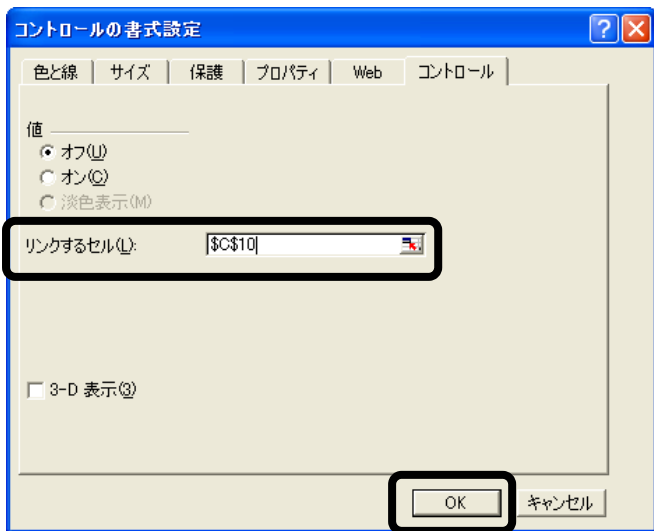 コントロールの書式設定
色と線 サイズ 保護 プロパティ Web コントロール
値
オフ(U)
オン(C)
淡色表示(M)
リンクするセル(L): $C$10
3-D 表示(3)
OK キャンセル